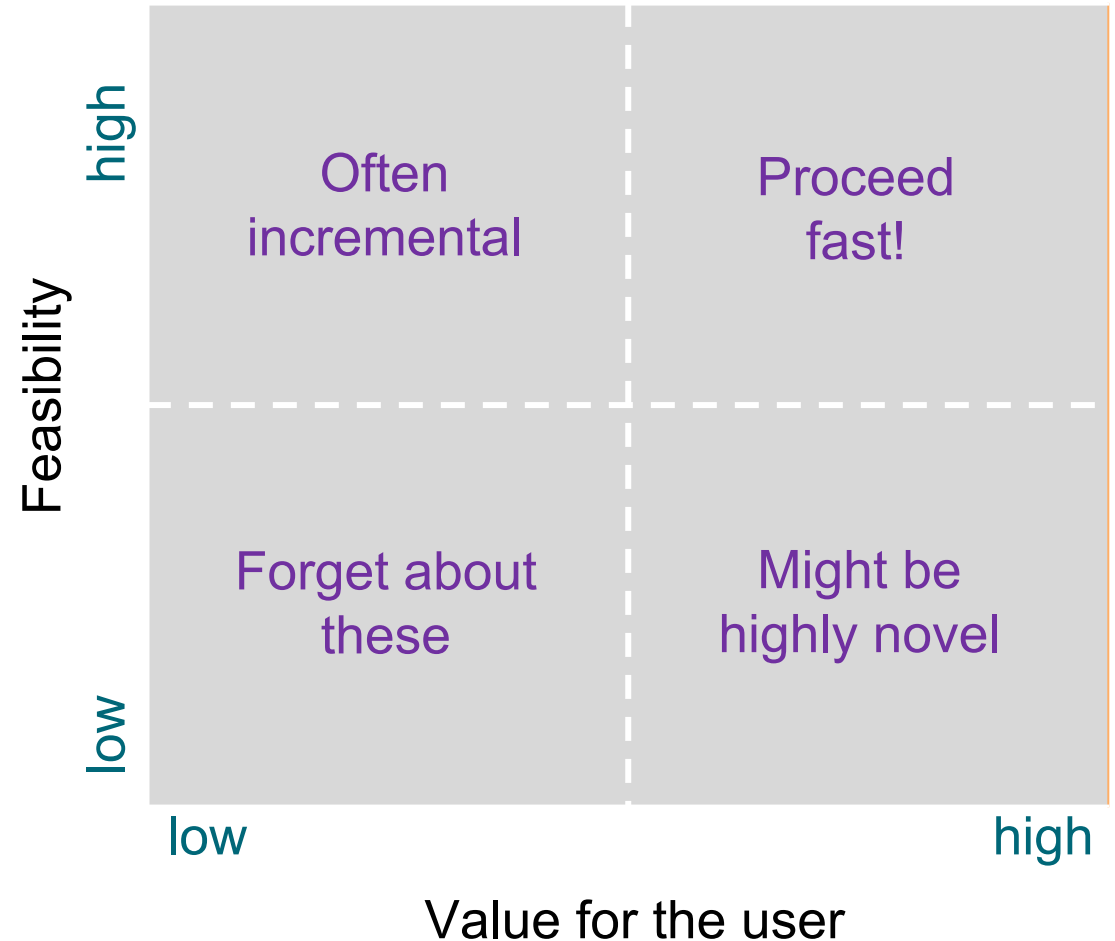 high
Often
incremental
Proceed
fast!
Feasibility
Forget about
these
Might be
highly novel
low
low
high
Value for the user